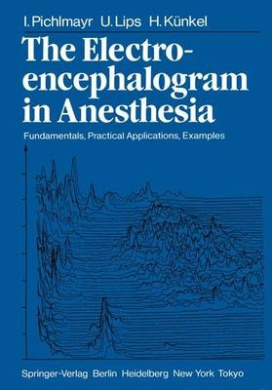 I. Pichlmayr U. Lips H. Künkel
The Electro-
encephalogram
in Anesthesia
Fundamentals, Practical Applications, Examples
Springer-Verlag Berlin Heidelberg New York Tokyo